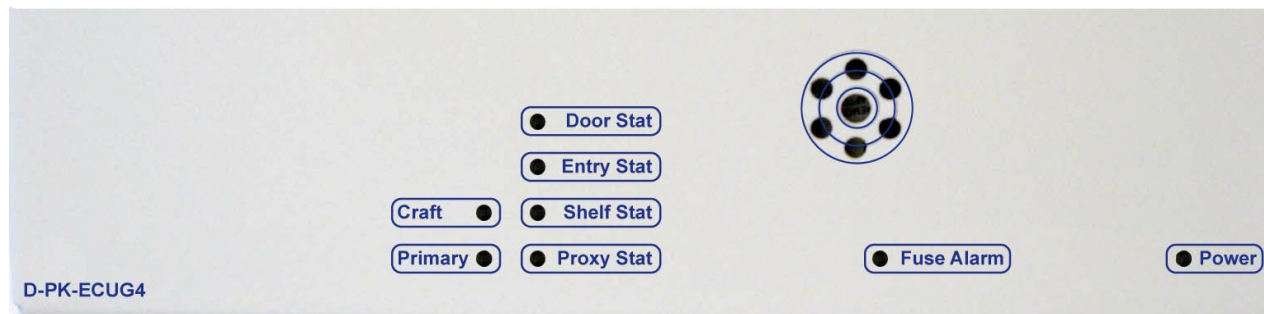 Door Stat
Entry Stat
Craft
Shelf Stat
Primary
Proxy Stat
Fuse Alarm
Power
D-PK-ECUG4